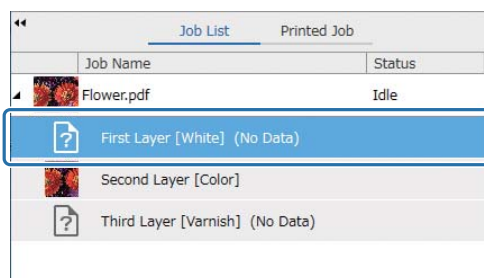 Job List Printed Job
Job Name Status
Flower.pdf Idle
First Layer [White] (No Data)
Second Layer [Color]
Third Layer [Varnish] (No Data)